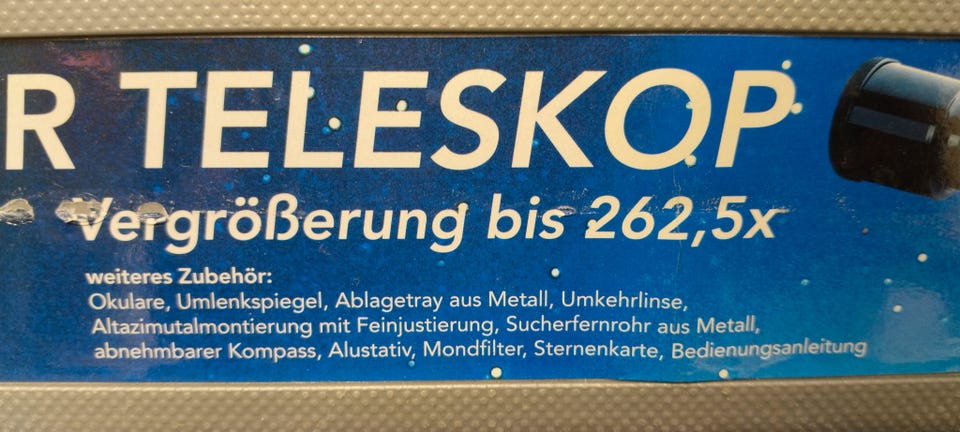 R TELESKOP
Vergrößerung bis 262,5x
weiteres Zubehör:
Okulare, Umlenkspiegel, Ablagetray aus Metall, Umkehrlinse,
Altazimutalmontierung mit Feinjustierung, Sucherfernrohr aus Metall,
abnehmbarer Kompass, Alustativ, Mondfilter, Sternenkarte, Bedienungsanleitung